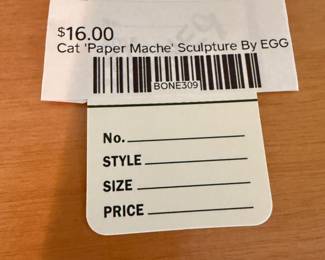 $16.00
Cat 'Paper Mache' Sculpture By EGG
BONE309
No.
STYLE
SIZE
PRICE